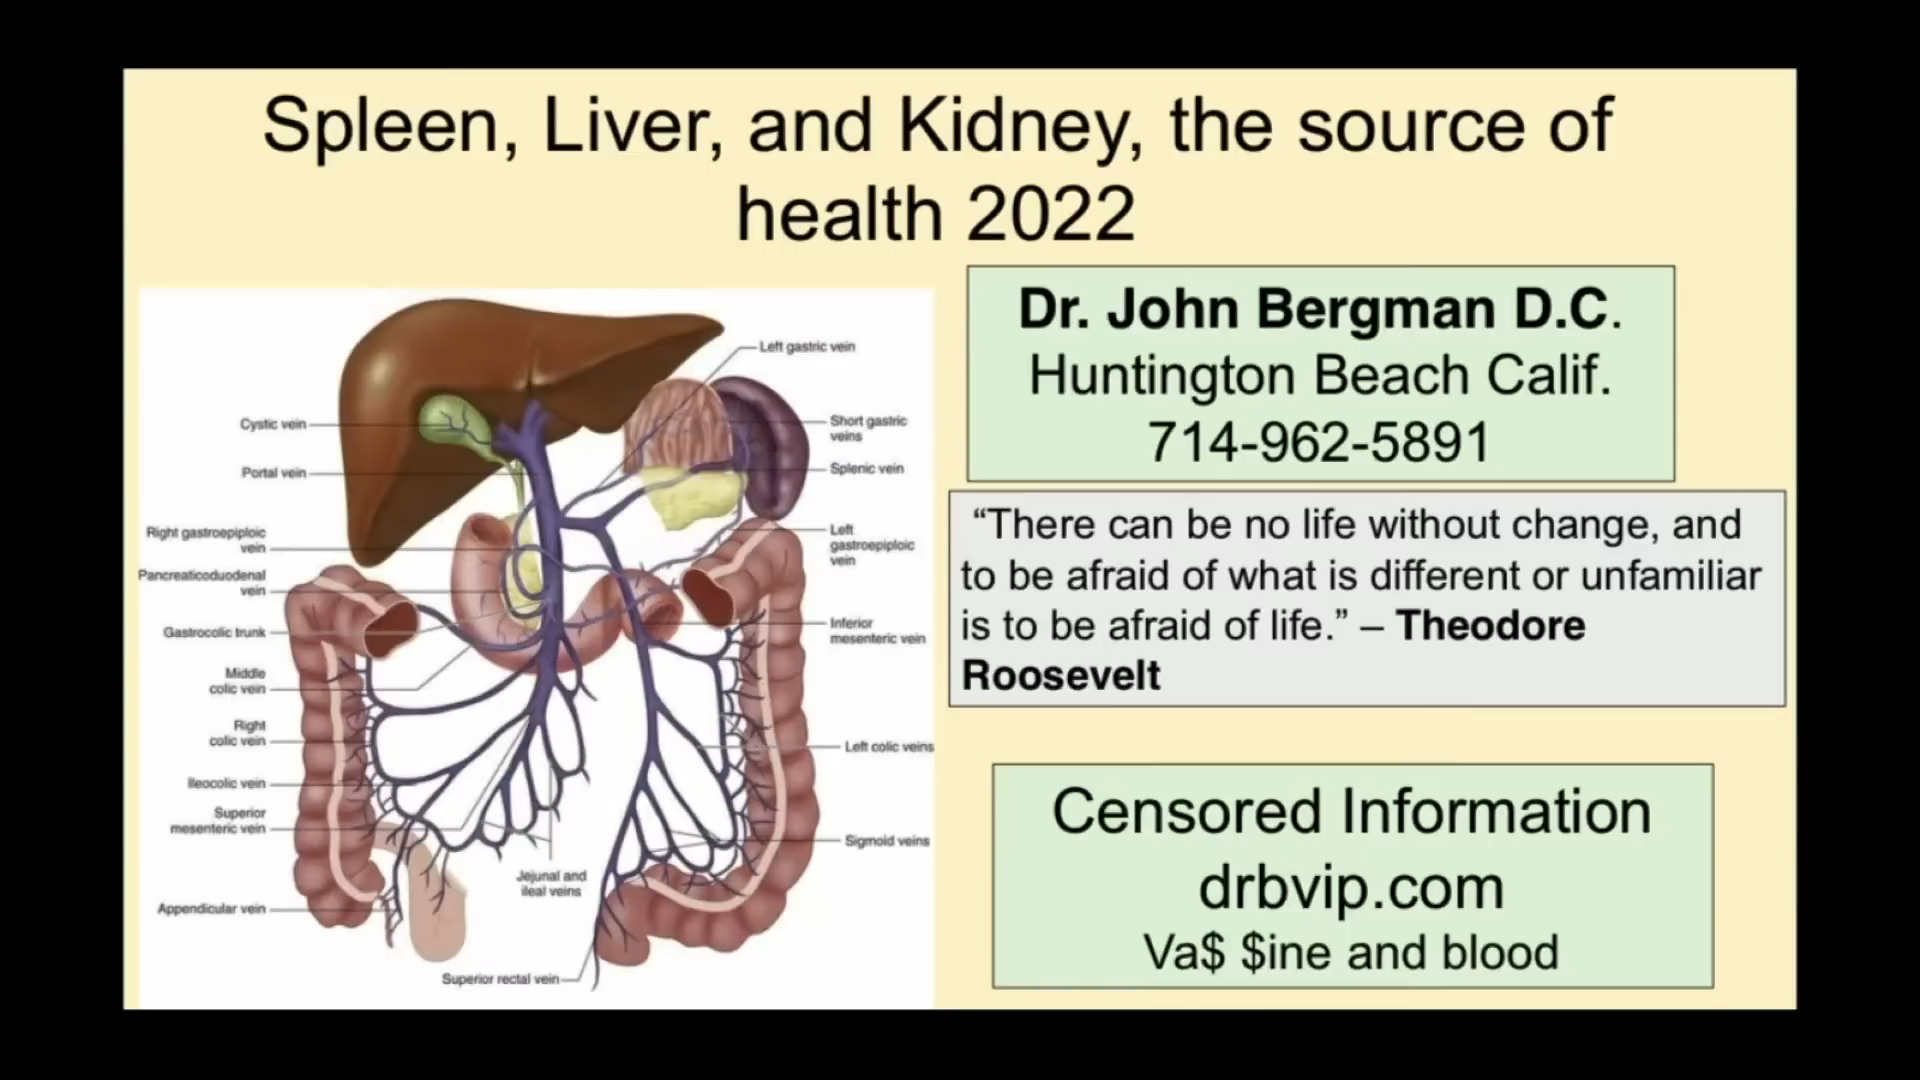 Spleen, Liver, and Kidney, the source of
health 2022
Left gastric vein
Cystic vein
Portal vein
Right gastroepiploic
vein
Pancreaticoduodenal
vein
Gastrocolic trunk
Middle
colic vein
Right
colic vein
Ileocolic vein
Superior
mesenteric vein
Appendicular vein
Jejunal and
ileal veins
Superior rectal vein
Short gastric
veins
Splenic vein
Left
gastroepiploic
vein
Inferior
mesenteric vein
Left colic veins
Sigmoid veins
Dr. John Bergman D.C.
Huntington Beach Calif.
714-962-5891
“There can be no life without change, and
to be afraid of what is different or unfamiliar
is to be afraid of life.” – Theodore
Roosevelt
Censored Information
drbvip.com
Va$ $ine and blood